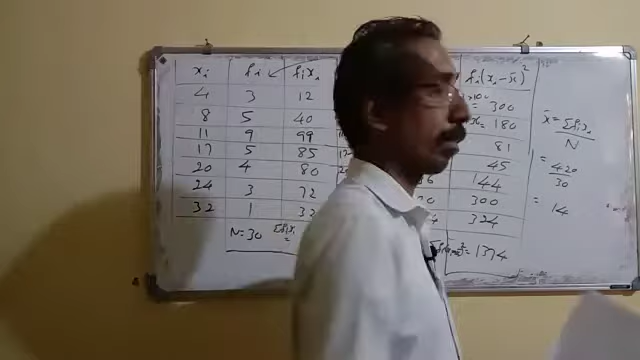 xi fi fixi fi(xi - x̄)²
4 3 12 = 300
8 5 40 = 180
11 9 99 81
17 5 85 45
20 4 80 144
24 3 72 300
32 1 32 324
N = 30 Σfixi = = 1374
x̄ = Σfixi / N
= 420 / 30
= 14